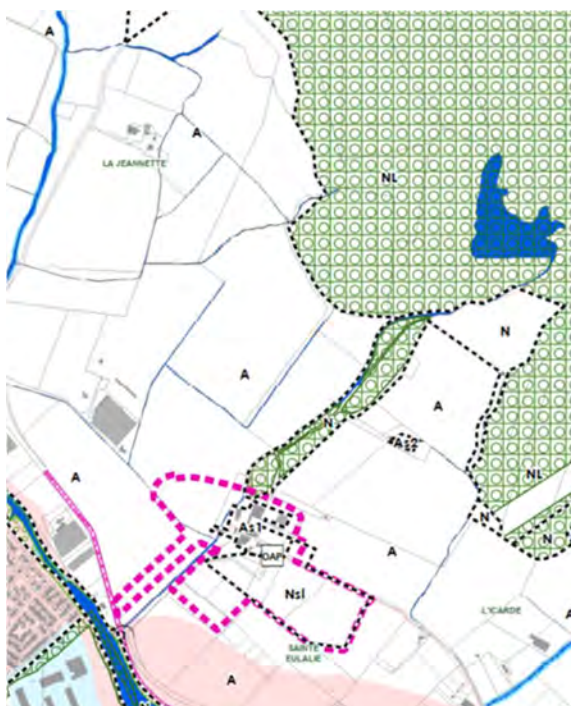 A
A
LA JEANNETTE
NL
N
A
A
As2
N
A
NL
As1
N
N
A
OAP
Nsl
L'ICARDE
A
SAINTE
EULALIE
A